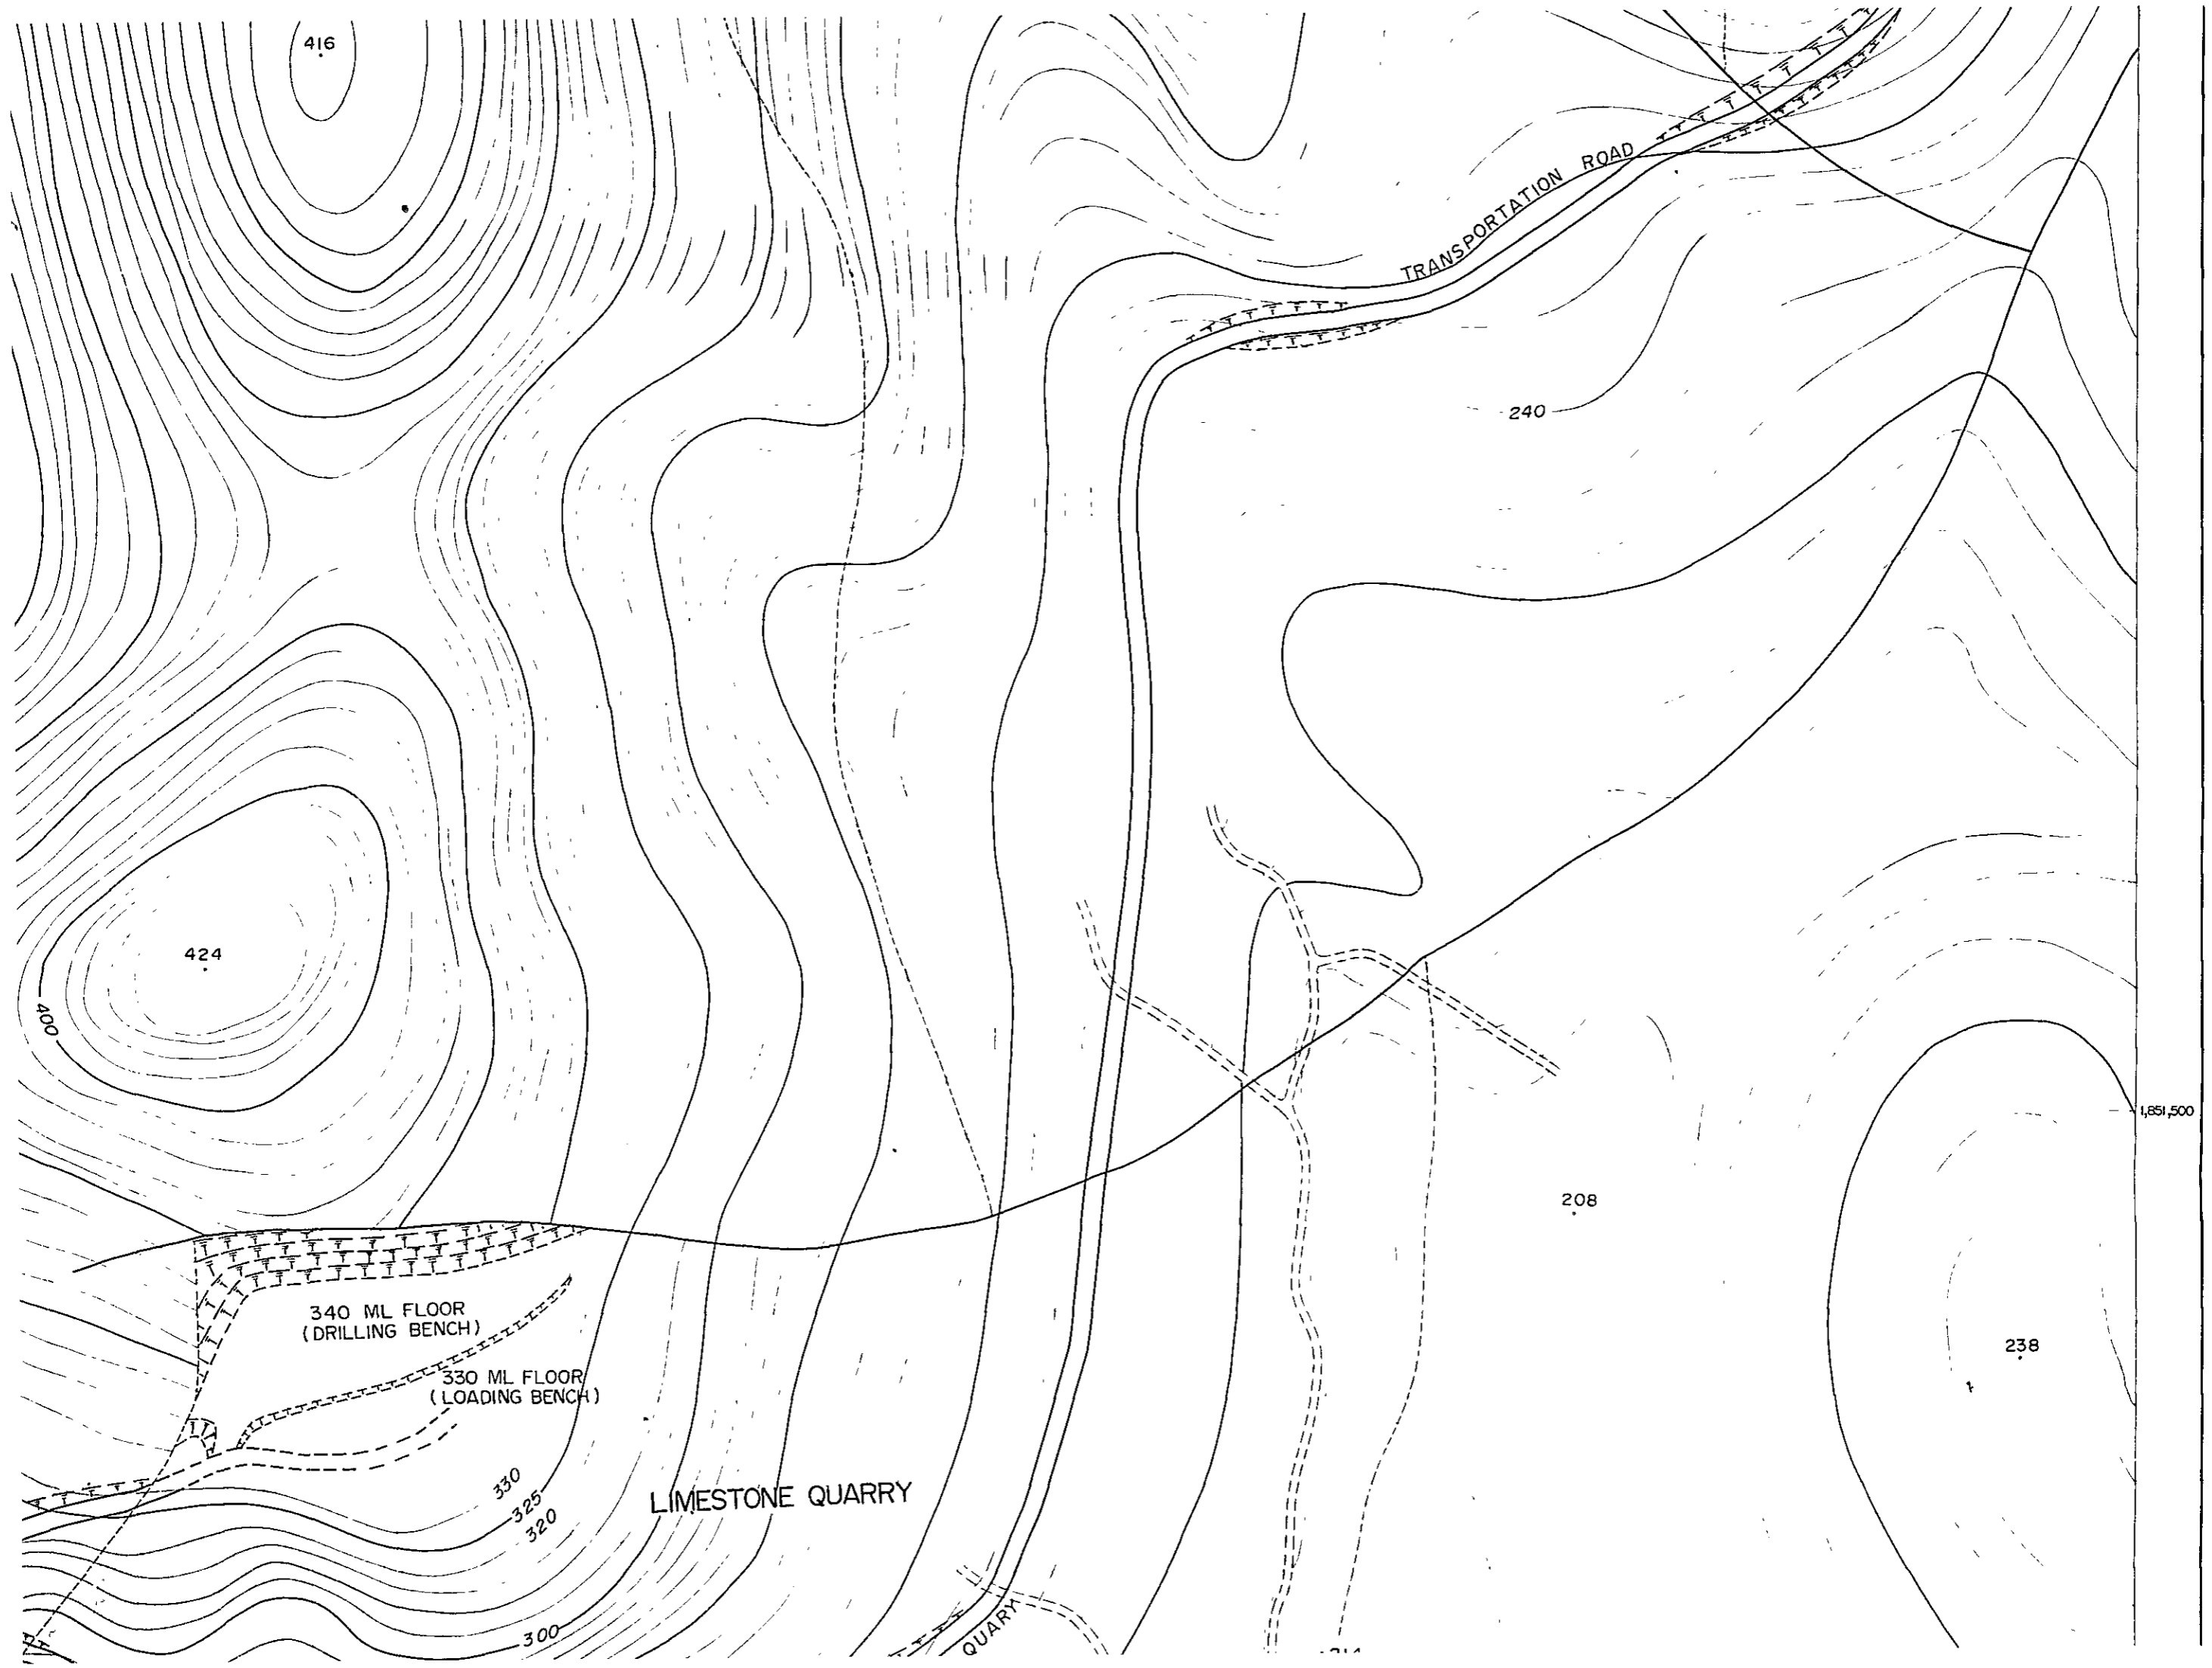 416
TRANSPORTATION ROAD
240
424
400
1,851,500
208
340 ML FLOOR
(DRILLING BENCH)
238
330 ML FLOOR
(LOADING BENCH)
330
325
320
LIMESTONE QUARRY
300
QUARY